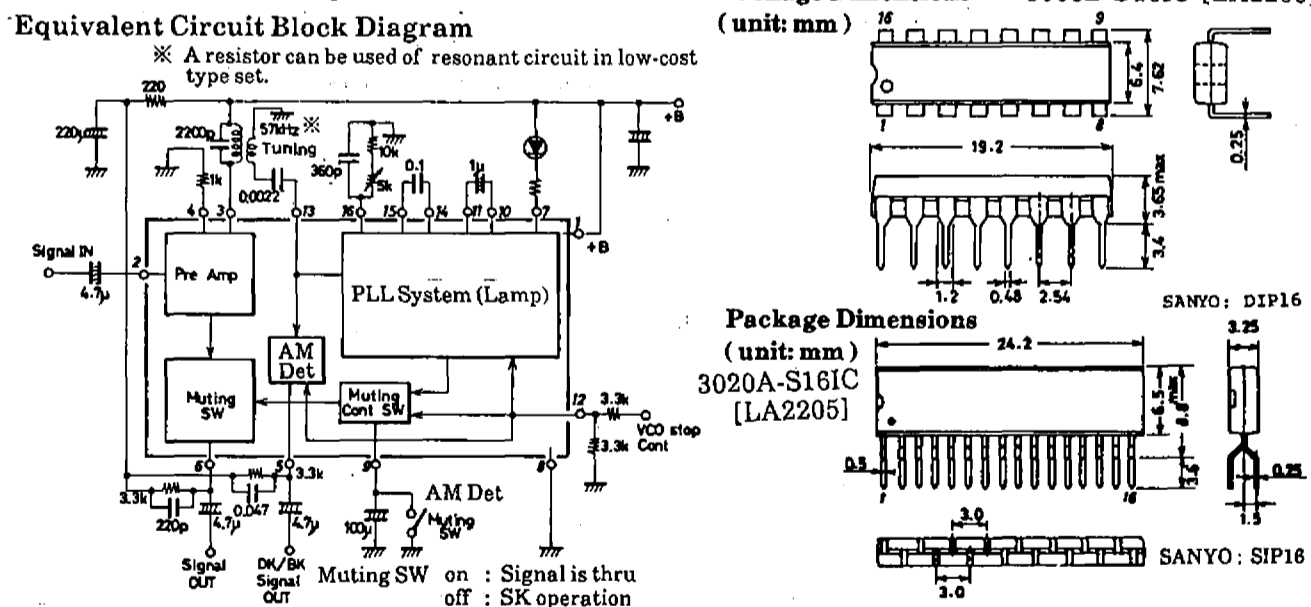 Equivalent Circuit Block Diagram
※ A resistor can be used of resonant circuit in low-cost
type set.
220
220μ
2200p
57kHz ※
Tuning
1k
0.0022
360p
10k
5k
0.1
1μ
+B
4
3
13
16
15
14
11
10
7
1
+B
Signal IN
4.7μ
2
Pre Amp
PLL System (Lamp)
AM
Det
Muting
SW
Muting
Cont SW
12
3.3k
VCO stop
Cont
3.3k
6
5
9
8
3.3k
3.3k
220p
4.7μ
0.047
4.7μ
100μ
AM Det
Muting
SW
Signal
OUT
DK/BK
Signal
OUT
Muting SW on : Signal is thru
off : SK operation
(unit: mm)
16
9
1
8
6.4
7.62
0.25
19.2
3.65 max
3.4
1.2
0.48
2.54
SANYO: DIP16
Package Dimensions
(unit: mm)
3020A-S16IC
[LA2205]
24.2
3.25
6.5
max
0.5
3.6
1
16
0.25
1.5
3.0
3.0
SANYO: SIP16